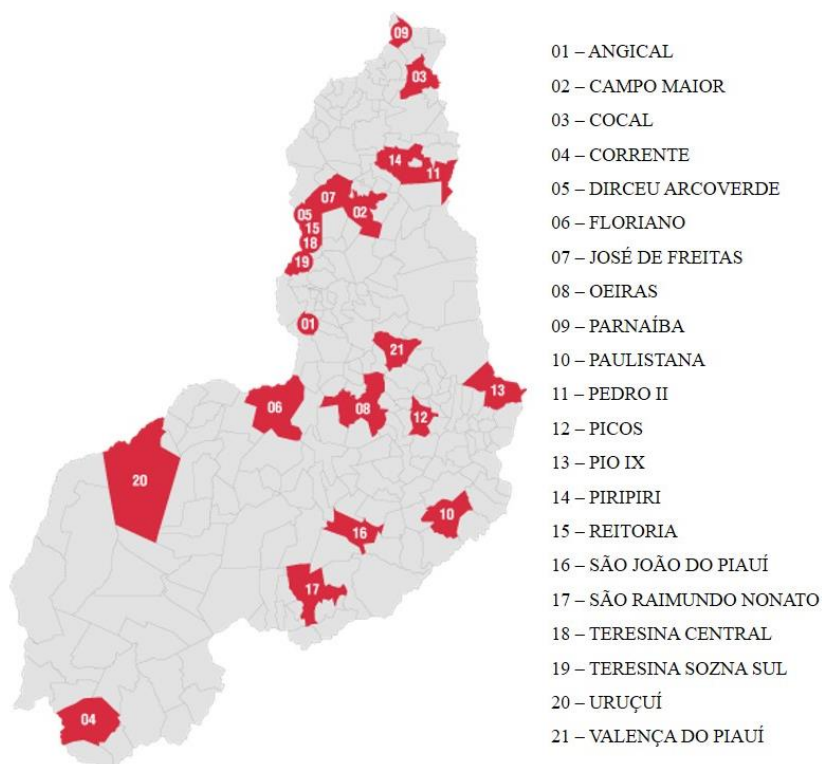 09
03
14
11
07
05
02
15
18
19
01
21
13
06
08
12
20
10
16
17
04
01 – ANGICAL
02 – CAMPO MAIOR
03 – COCAL
04 – CORRENTE
05 – DIRCEU ARCOVERDE
06 – FLORIANO
07 – JOSÉ DE FREITAS
08 – OEIRAS
09 – PARNAÍBA
10 – PAULISTANA
11 – PEDRO II
12 – PICOS
13 – PIO IX
14 – PIRIPIRI
15 – REITORIA
16 – SÃO JOÃO DO PIAUÍ
17 – SÃO RAIMUNDO NONATO
18 – TERESINA CENTRAL
19 – TERESINA SOZNA SUL
20 – URUÇUÍ
21 – VALENÇA DO PIAUÍ